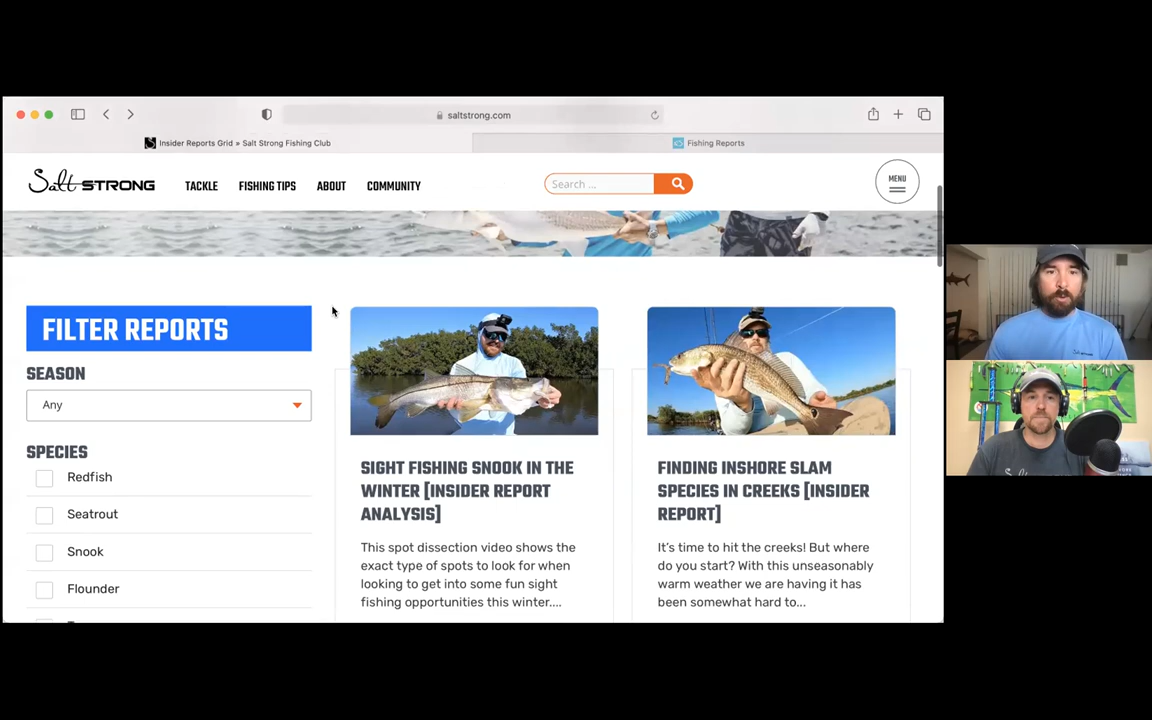 saltstrong.com
Insider Reports Grid » Salt Strong Fishing Club
Fishing Reports
Salt STRONG
TACKLE
FISHING TIPS
ABOUT
COMMUNITY
Search ...
MENU
FILTER REPORTS
SEASON
Any
SPECIES
Redfish
Seatrout
Snook
Flounder
SIGHT FISHING SNOOK IN THE
WINTER [INSIDER REPORT
ANALYSIS]
This spot dissection video shows the
exact type of spots to look for when
looking to get into some fun sight
fishing opportunities this winter....
FINDING INSHORE SLAM
SPECIES IN CREEKS [INSIDER
REPORT]
It's time to hit the creeks! But where
do you start? With this unseasonably
warm weather we are having it has
been somewhat hard to...